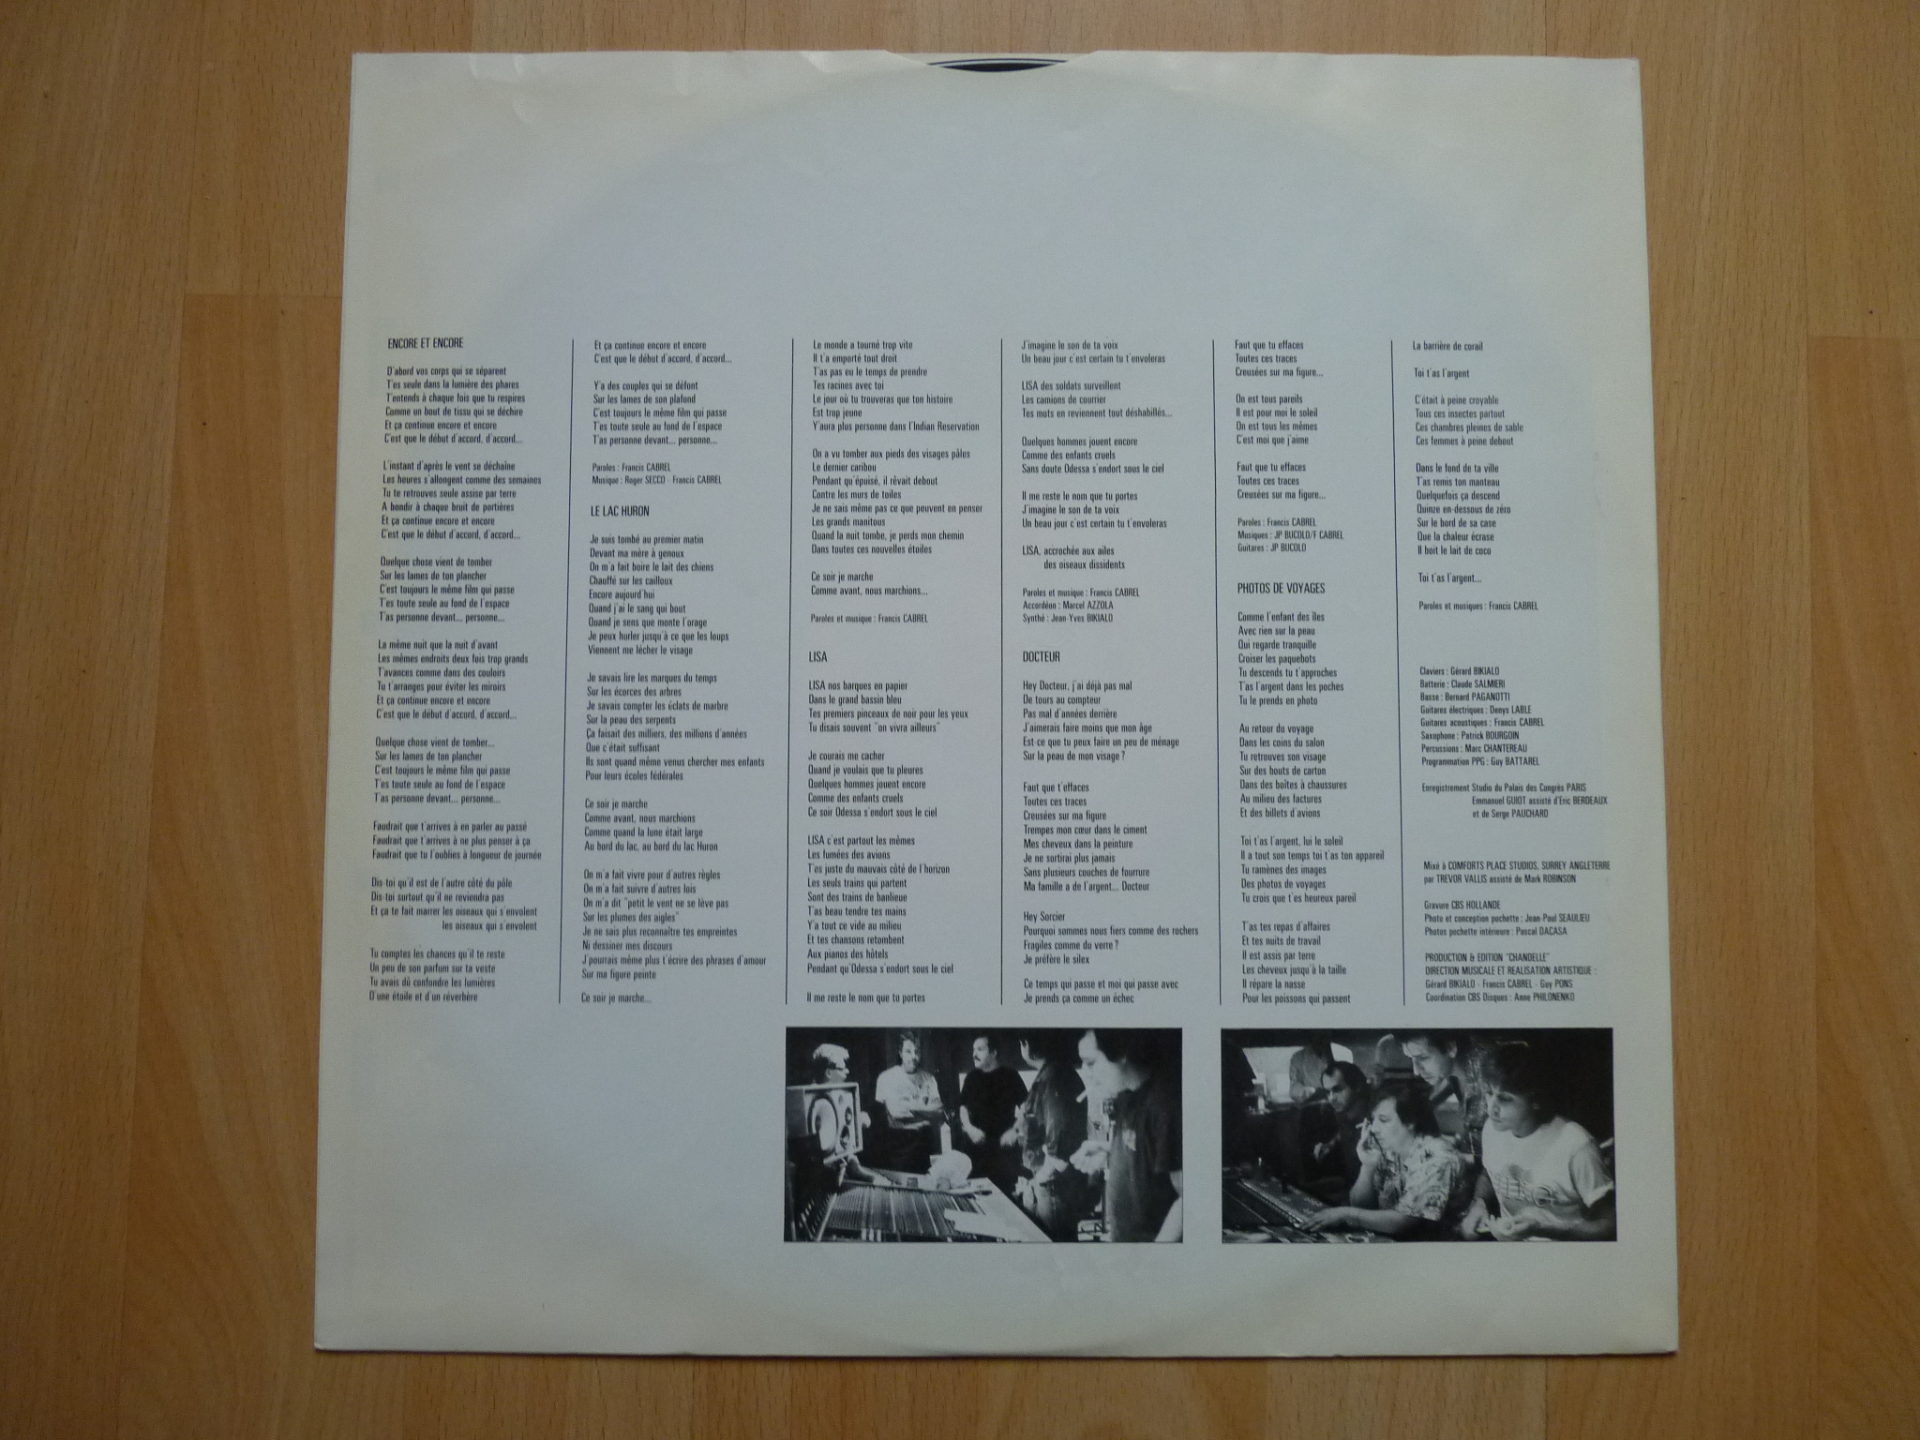 ENCORE ET ENCORE
D'abord vos corps qui se séparent
T'es seule dans la lumière des phares
T'entends à chaque fois que tu respires
Comme un bout de tissu qui se déchire
Et ça continue encore et encore
C'est que le début d'accord, d'accord...
L'instant d'après le vent se déchaîne
Les heures s'allongent comme des semaines
Tu te retrouves seule assise par terre
A bondir à chaque bruit de portières
Et ça continue encore et encore
C'est que le début d'accord, d'accord...
Quelque chose vient de tomber
Sur les lames de ton plancher
C'est toujours le même film qui passe
T'es toute seule au fond de l'espace
T'as personne devant... personne...
La même nuit que la nuit d'avant
Les mêmes endroits deux fois trop grands
T'avances comme dans des couloirs
Tu t'arranges pour éviter les miroirs
Et ça continue encore et encore
C'est que le début d'accord, d'accord...
Quelque chose vient de tomber...
Sur les lames de ton plancher
C'est toujours le même film qui passe
T'es toute seule au fond de l'espace
T'as personne devant... personne...
Faudrait que t'arrives à en parler au passé
Faudrait que t'arrives à ne plus penser à ça
Faudrait que tu l'oublies à longueur de journée
Dis-toi qu'il est de l'autre côté du pôle
Dis-toi surtout qu'il ne reviendra pas
Et ça te fait marrer les oiseaux qui s'envolent
les oiseaux qui s'envolent
Tu comptes les chances qu'il te reste
Un peu de son parfum sur ta veste
Tu avais dû confondre les lumières
D'une étoile et d'un réverbère
Et ça continue encore et encore
C'est que le début d'accord, d'accord...
Y'a des couples qui se défont
Sur les lames de son plafond
C'est toujours le même film qui passe
T'es toute seule au fond de l'espace
T'as personne devant... personne...
Paroles : Francis CABREL
Musique : Roger SECCO - Francis CABREL
LE LAC HURON
Je suis tombé au premier matin
Devant ma mère à genoux
On m'a fait boire le lait des chiens
Chauffé sur les cailloux
Encore aujourd'hui
Quand j'ai le sang qui bout
Quand je sens que monte l'orage
Je peux hurler jusqu'à ce que les loups
Viennent me lécher le visage
Je savais lire les marques du temps
Sur les écorces des arbres
Je savais compter les éclats de marbre
Sur la peau des serpents
Ça faisait des milliers, des millions d'années
Que c'était suffisant
Ils sont quand même venus chercher mes enfants
Pour leurs écoles fédérales
Ce soir je marche
Comme avant, nous marchions
Comme quand la lune était large
Au bord du lac, au bord du lac Huron
On m'a fait vivre pour d'autres règles
On m'a fait suivre d'autres lois
On m'a dit "petit le vent ne se lève pas
Sur les plumes des aigles"
Je ne sais plus reconnaître tes empreintes
Ni dessiner mes discours
J'pourrais même plus t'écrire des phrases d'amour
Sur ma figure peinte
Ce soir je marche...
Le monde a tourné trop vite
Il t'a emporté tout droit
T'as pas eu le temps de prendre
Tes racines avec toi
Le jour où tu trouveras que ton histoire
Est trop jeune
Y'aura plus personne dans l'Indian Reservation
On a vu tomber aux pieds des visages pâles
Le dernier caribou
Pendant qu'épuisé, il rêvait debout
Contre les murs de toiles
Je ne sais même pas ce que peuvent en penser
Les grands manitous
Quand la nuit tombe, je perds mon chemin
Dans toutes ces nouvelles étoiles
Ce soir je marche
Comme avant, nous marchions...
Paroles et musique : Francis CABREL
LISA
LISA nos barques en papier
Dans le grand bassin bleu
Tes premiers pinceaux de noir pour les yeux
Tu disais souvent "on vivra ailleurs"
Je courais me cacher
Quand je voulais que tu pleures
Quelques hommes jouent encore
Comme des enfants cruels
Ce soir Odessa s'endort sous le ciel
LISA c'est partout les mêmes
Les fumées des avions
T'es juste du mauvais côté de l'horizon
Les seuls trains qui partent
Sont des trains de banlieue
T'as beau tendre tes mains
Y'a tout ce vide au milieu
Et tes chansons retombent
Aux pianos des hôtels
Pendant qu'Odessa s'endort sous le ciel
Il me reste le nom que tu portes
J'imagine le son de ta voix
Un beau jour c'est certain tu t'envoleras
LISA des soldats surveillent
Les camions de courrier
Tes mots en reviennent tout déshabillés...
Quelques hommes jouent encore
Comme des enfants cruels
Sans doute Odessa s'endort sous le ciel
Il me reste le nom que tu portes
J'imagine le son de ta voix
Un beau jour c'est certain tu t'envoleras
LISA, accrochée aux ailes
des oiseaux dissidents
Paroles et musique : Francis CABREL
Accordéon : Marcel AZZOLA
Synthé : Jean-Yves BIKIALO
DOCTEUR
Hey Docteur, j'ai déjà pas mal
De tours au compteur
Pas mal d'années derrière
J'aimerais faire moins que mon âge
Est-ce que tu peux faire un peu de ménage
Sur la peau de mon visage ?
Faut que t'effaces
Toutes ces traces
Creusées sur ma figure
Trempes mon cœur dans le ciment
Mes cheveux dans la peinture
Je ne sortirai plus jamais
Sans plusieurs couches de fourrure
Ma famille a de l'argent... Docteur
Hey Sorcier
Pourquoi sommes nous fiers comme des rochers
Fragiles comme du verre ?
Je préfère le silex
Ce temps qui passe et moi qui passe avec
Je prends ça comme un échec
Faut que tu effaces
Toutes ces traces
Creusées sur ma figure...
On est tous pareils
Il est pour moi le soleil
On est tous les mêmes
C'est moi que j'aime
Faut que tu effaces
Toutes ces traces
Creusées sur ma figure...
Paroles : Francis CABREL
Musiques : JP BUCOLO/F CABREL
Guitares : JP BUCOLO
PHOTOS DE VOYAGES
Comme l'enfant des îles
Avec rien sur la peau
Qui regarde tranquille
Croiser les paquebots
Tu descends tu t'approches
T'as l'argent dans les poches
Tu le prends en photo
Au retour du voyage
Dans les coins du salon
Tu retrouves son visage
Sur des bouts de carton
Dans des boîtes à chaussures
Au milieu des factures
Et des billets d'avions
Toi t'as l'argent, lui le soleil
Il a tout son temps toi t'as ton appareil
Tu ramènes des images
Des photos de voyages
Tu crois que t'es heureux pareil
T'as tes repas d'affaires
Et tes nuits de travail
Il est assis par terre
Les cheveux jusqu'à la taille
Il répare la nasse
Pour les poissons qui passent
La barrière de corail
Toi t'as l'argent
C'était à peine croyable
Tous ces insectes partout
Ces chambres pleines de sable
Ces femmes à peine debout
Dans le fond de ta ville
T'as remis ton manteau
Quelquefois ça descend
Quinze en-dessous de zéro
Sur le bord de sa case
Que la chaleur écrase
Il boit le lait de coco
Toi t'as l'argent...
Paroles et musiques : Francis CABREL
Claviers : Gérard BIKIALO
Batterie : Claude SALMIERI
Basse : Bernard PAGANOTTI
Guitares électriques : Denys LABLE
Guitares acoustiques : Francis CABREL
Saxophone : Patrick BOURGOIN
Percussions : Marc CHANTEREAU
Programmation PPG : Guy BATTAREL
Enregistrement Studio du Palais des Congrès PARIS
Emmanuel GUIOT assisté d'Eric BERDEAUX
et de Serge PAUCHARD
Mixé à COMFORTS PLACE STUDIOS, SURREY ANGLETERRE
par TREVOR VALLIS assisté de Mark ROBINSON
Gravure CBS HOLLANDE
Photo et conception pochette : Jean-Paul SEAULIEU
Photos pochette intérieure : Pascal DACASA
PRODUCTION & EDITION "CHANDELLE"
DIRECTION MUSICALE ET REALISATION ARTISTIQUE :
Gérard BIKIALO - Francis CABREL - Guy PONS
Coordination CBS Disques : Anne PHILONENKO